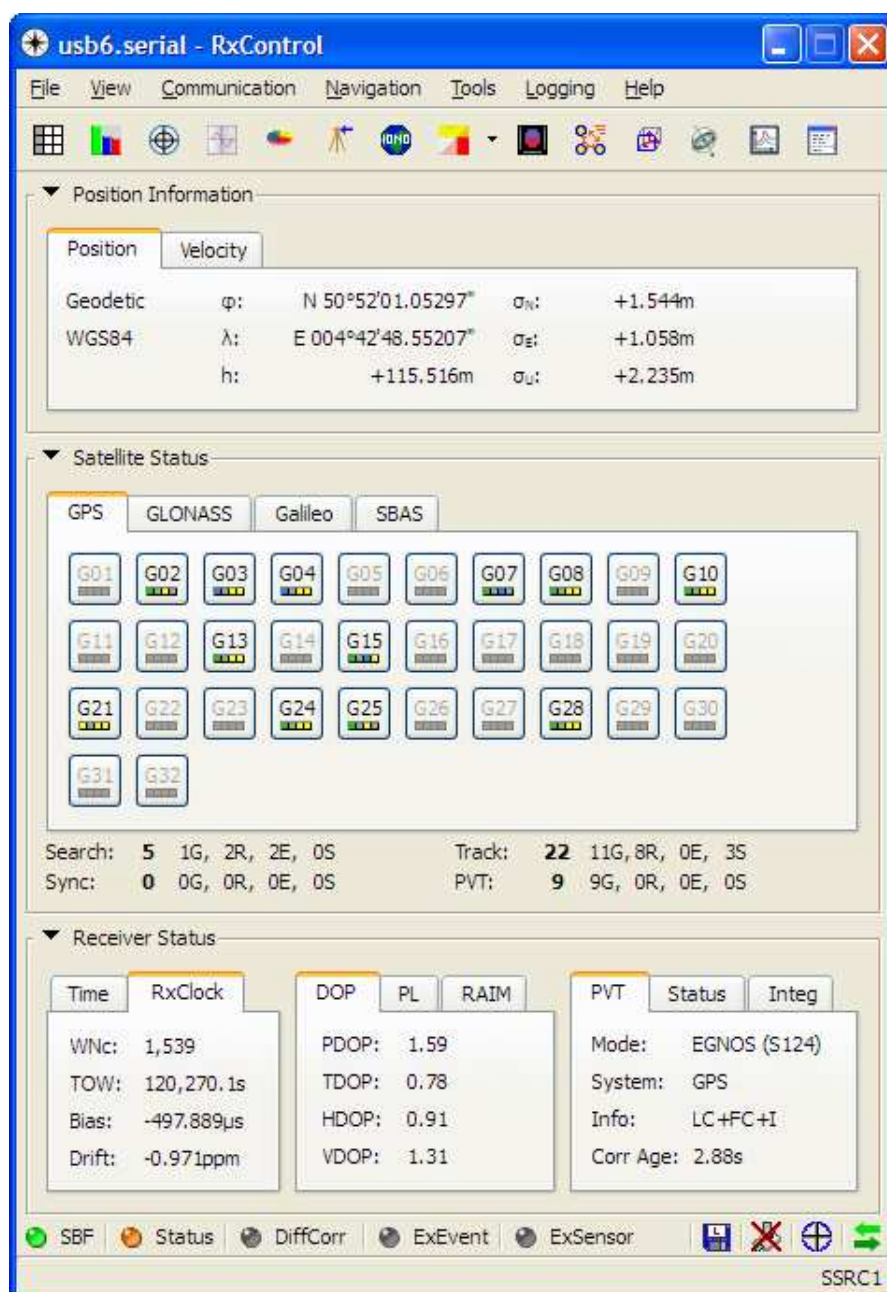 usb6.serial - RxControl
File View Communication Navigation Tools Logging Help
IONO
Position Information
Position Velocity
Geodetic φ: N 50°52'01.05297" σN: +1.544m
WGS84 λ: E 004°42'48.55207" σE: +1.058m
h: +115.516m σU: +2.235m
Satellite Status
GPS GLONASS Galileo SBAS
G01 G02 G03 G04 G05 G06 G07 G08 G09 G10
G11 G12 G13 G14 G15 G16 G17 G18 G19 G20
G21 G22 G23 G24 G25 G26 G27 G28 G29 G30
G31 G32
Search: 5 1G, 2R, 2E, 0S Track: 22 11G, 8R, 0E, 3S
Sync: 0 0G, 0R, 0E, 0S PVT: 9 9G, 0R, 0E, 0S
Receiver Status
Time RxClock DOP PL RAIM PVT Status Integ
WNc: 1,539 PDOP: 1.59 Mode: EGNOS (S124)
TOW: 120,270.1s TDOP: 0.78 System: GPS
Bias: -497.889µs HDOP: 0.91 Info: LC+FC+I
Drift: -0.971ppm VDOP: 1.31 Corr Age: 2.88s
SBF Status DiffCorr ExEvent ExSensor
SSRC1